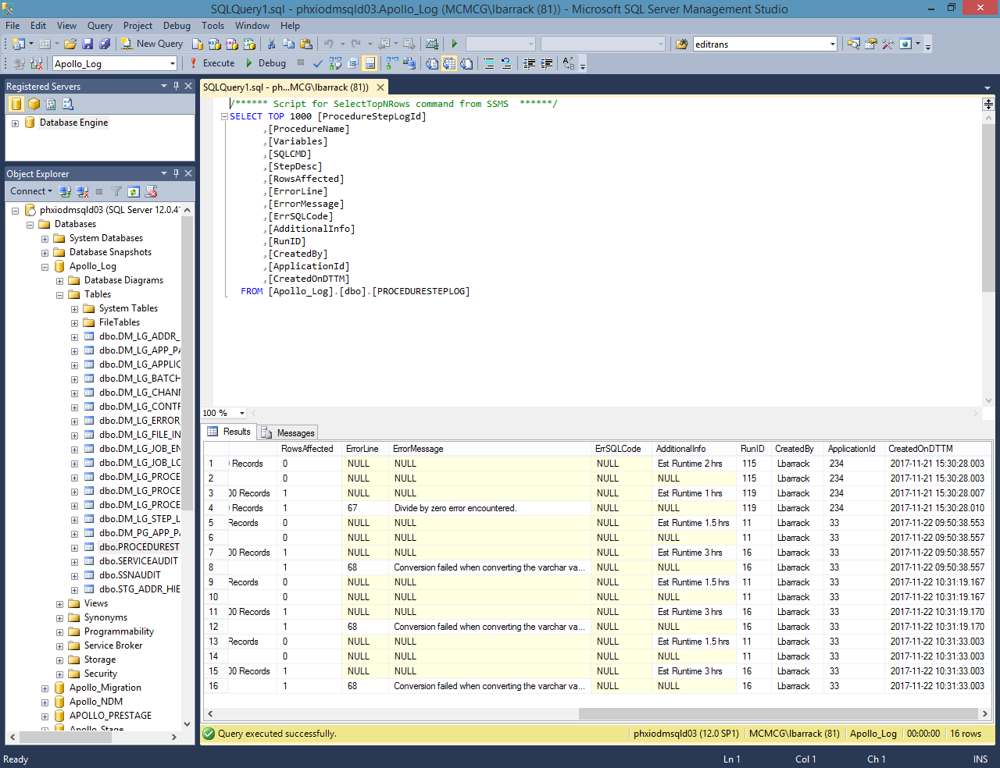 SQLQuery1.sql - phxiodmsqld03.Apollo_Log (MCMCG\lbarrack (81)) - Microsoft SQL Server Management Studio
File Edit View Query Project Debug Tools Window Help
New Query editrans
Apollo_Log Execute Debug
Registered Servers
Database Engine
Object Explorer
Connect
phxiodmsqld03 (SQL Server 12.0.41
Databases
System Databases
Database Snapshots
Apollo_Log
Database Diagrams
Tables
System Tables
FileTables
dbo.DM_LG_ADDR_
dbo.DM_LG_APP_PA
dbo.DM_LG_APPLIC
dbo.DM_LG_BATCH
dbo.DM_LG_CHANN
dbo.DM_LG_CONTR
dbo.DM_LG_ERROR_
dbo.DM_LG_FILE_IN
dbo.DM_LG_JOB_EN
dbo.DM_LG_JOB_LO
dbo.DM_LG_PROCE
dbo.DM_LG_PROCE
dbo.DM_LG_PROCE
dbo.DM_LG_STEP_L
dbo.DM_PG_APP_PA
dbo.PROCEDUREST
dbo.SERVICEAUDIT
dbo.SSNAUDIT
dbo.STG_ADDR_HIE
Views
Synonyms
Programmability
Service Broker
Storage
Security
Apollo_Migration
Apollo_NDM
APOLLO_PRESTAGE
Apollo_Stage
SQLQuery1.sql - ph...MCG\lbarrack (81))
/****** Script for SelectTopNRows command from SSMS  ******/
SELECT TOP 1000 [ProcedureStepLogId]
,[ProcedureName]
,[Variables]
,[SQLCMD]
,[StepDesc]
,[RowsAffected]
,[ErrorLine]
,[ErrorMessage]
,[ErrSQLCode]
,[AdditionalInfo]
,[RunID]
,[CreatedBy]
,[ApplicationId]
,[CreatedOnDTTM]
FROM [Apollo_Log].[dbo].[PROCEDURESTEPLOG]
100 %
Results Messages
RowsAffected ErrorLine ErrorMessage ErrSQLCode AdditionalInfo RunID CreatedBy ApplicationId CreatedOnDTTM
1 Records 0 NULL NULL NULL Est Runtime 2 hrs 115 Lbarrack 234 2017-11-21 15:30:28.003
2 0 NULL NULL NULL NULL 115 Lbarrack 234 2017-11-21 15:30:28.003
3 00 Records 1 NULL NULL NULL Est Runtime 1 hrs 119 Lbarrack 234 2017-11-21 15:30:28.007
4 Records 1 67 Divide by zero error encountered. NULL NULL 119 Lbarrack 234 2017-11-21 15:30:28.010
5 Records 0 NULL NULL NULL Est Runtime 1.5 hrs 11 Lbarrack 33 2017-11-22 09:50:38.553
6 0 NULL NULL NULL NULL 11 Lbarrack 33 2017-11-22 09:50:38.557
7 00 Records 1 NULL NULL NULL Est Runtime 3 hrs 16 Lbarrack 33 2017-11-22 09:50:38.557
8 1 68 Conversion failed when converting the varchar va... NULL NULL 16 Lbarrack 33 2017-11-22 09:50:38.557
9 Records 0 NULL NULL NULL Est Runtime 1.5 hrs 11 Lbarrack 33 2017-11-22 10:31:19.167
10 0 NULL NULL NULL NULL 11 Lbarrack 33 2017-11-22 10:31:19.167
11 00 Records 1 NULL NULL NULL Est Runtime 3 hrs 16 Lbarrack 33 2017-11-22 10:31:19.170
12 1 68 Conversion failed when converting the varchar va... NULL NULL 16 Lbarrack 33 2017-11-22 10:31:19.170
13 Records 0 NULL NULL NULL Est Runtime 1.5 hrs 11 Lbarrack 33 2017-11-22 10:31:33.003
14 0 NULL NULL NULL NULL 11 Lbarrack 33 2017-11-22 10:31:33.003
15 00 Records 1 NULL NULL NULL Est Runtime 3 hrs 16 Lbarrack 33 2017-11-22 10:31:33.003
16 1 68 Conversion failed when converting the varchar va... NULL NULL 16 Lbarrack 33 2017-11-22 10:31:33.003
Query executed successfully. phxiodmsqld03 (12.0 SP1) MCMCG\lbarrack (81) Apollo_Log 00:00:00 16 rows
Ready Ln 1 Col 1 Ch 1 INS